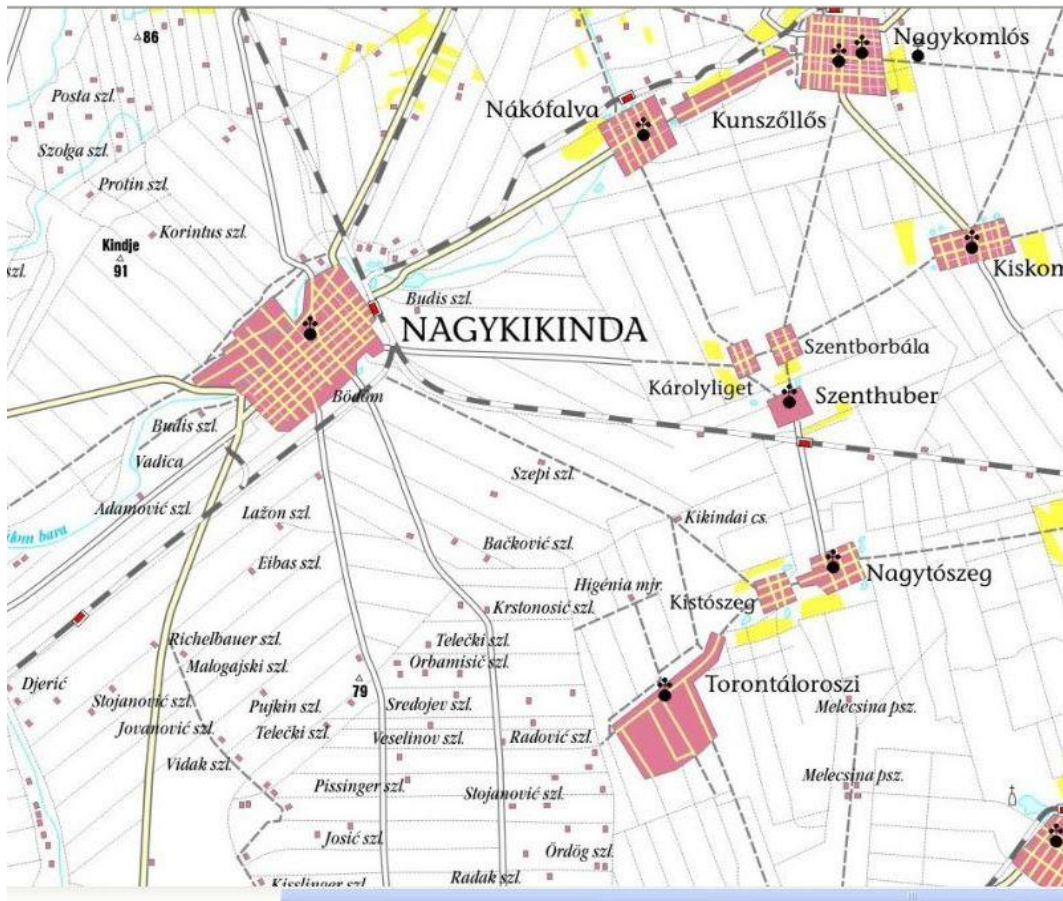 86
Nagykomlós
Posta szl.
Nákófalva
Kunszőllős
Szolga szl.
Protin szl.
Korintus szl.
Kindje
91
szl.
Kiskom
Budis szl.
NAGYKIKINDA
Szentborbála
Károlyliget
Szenthuber
Bödöm
Budis szl.
Vadica
Szepi szl.
Adamović szl.
Lažon szl.
Kikindai cs.
dom bara
Bačković szl.
Eibas szl.
Nagytószeg
Higénia mjr.
Kistószeg
Krstonosić szl.
Richelbauer szl.
Telečki szl.
Malogajski szl.
Orbamisič szl.
79
Djerić
Torontáloroszi
Stojanović szl.
Pujkin szl.
Sredojev szl.
Melecsina psz.
Jovanović szl.
Telečki szl.
Veselinov szl.
Radović szl.
Vidak szl.
Pissinger szl.
Melecsina psz.
Stojanović szl.
Josić szl.
Ördög szl.
Kisslinger szl.
Radak szl.